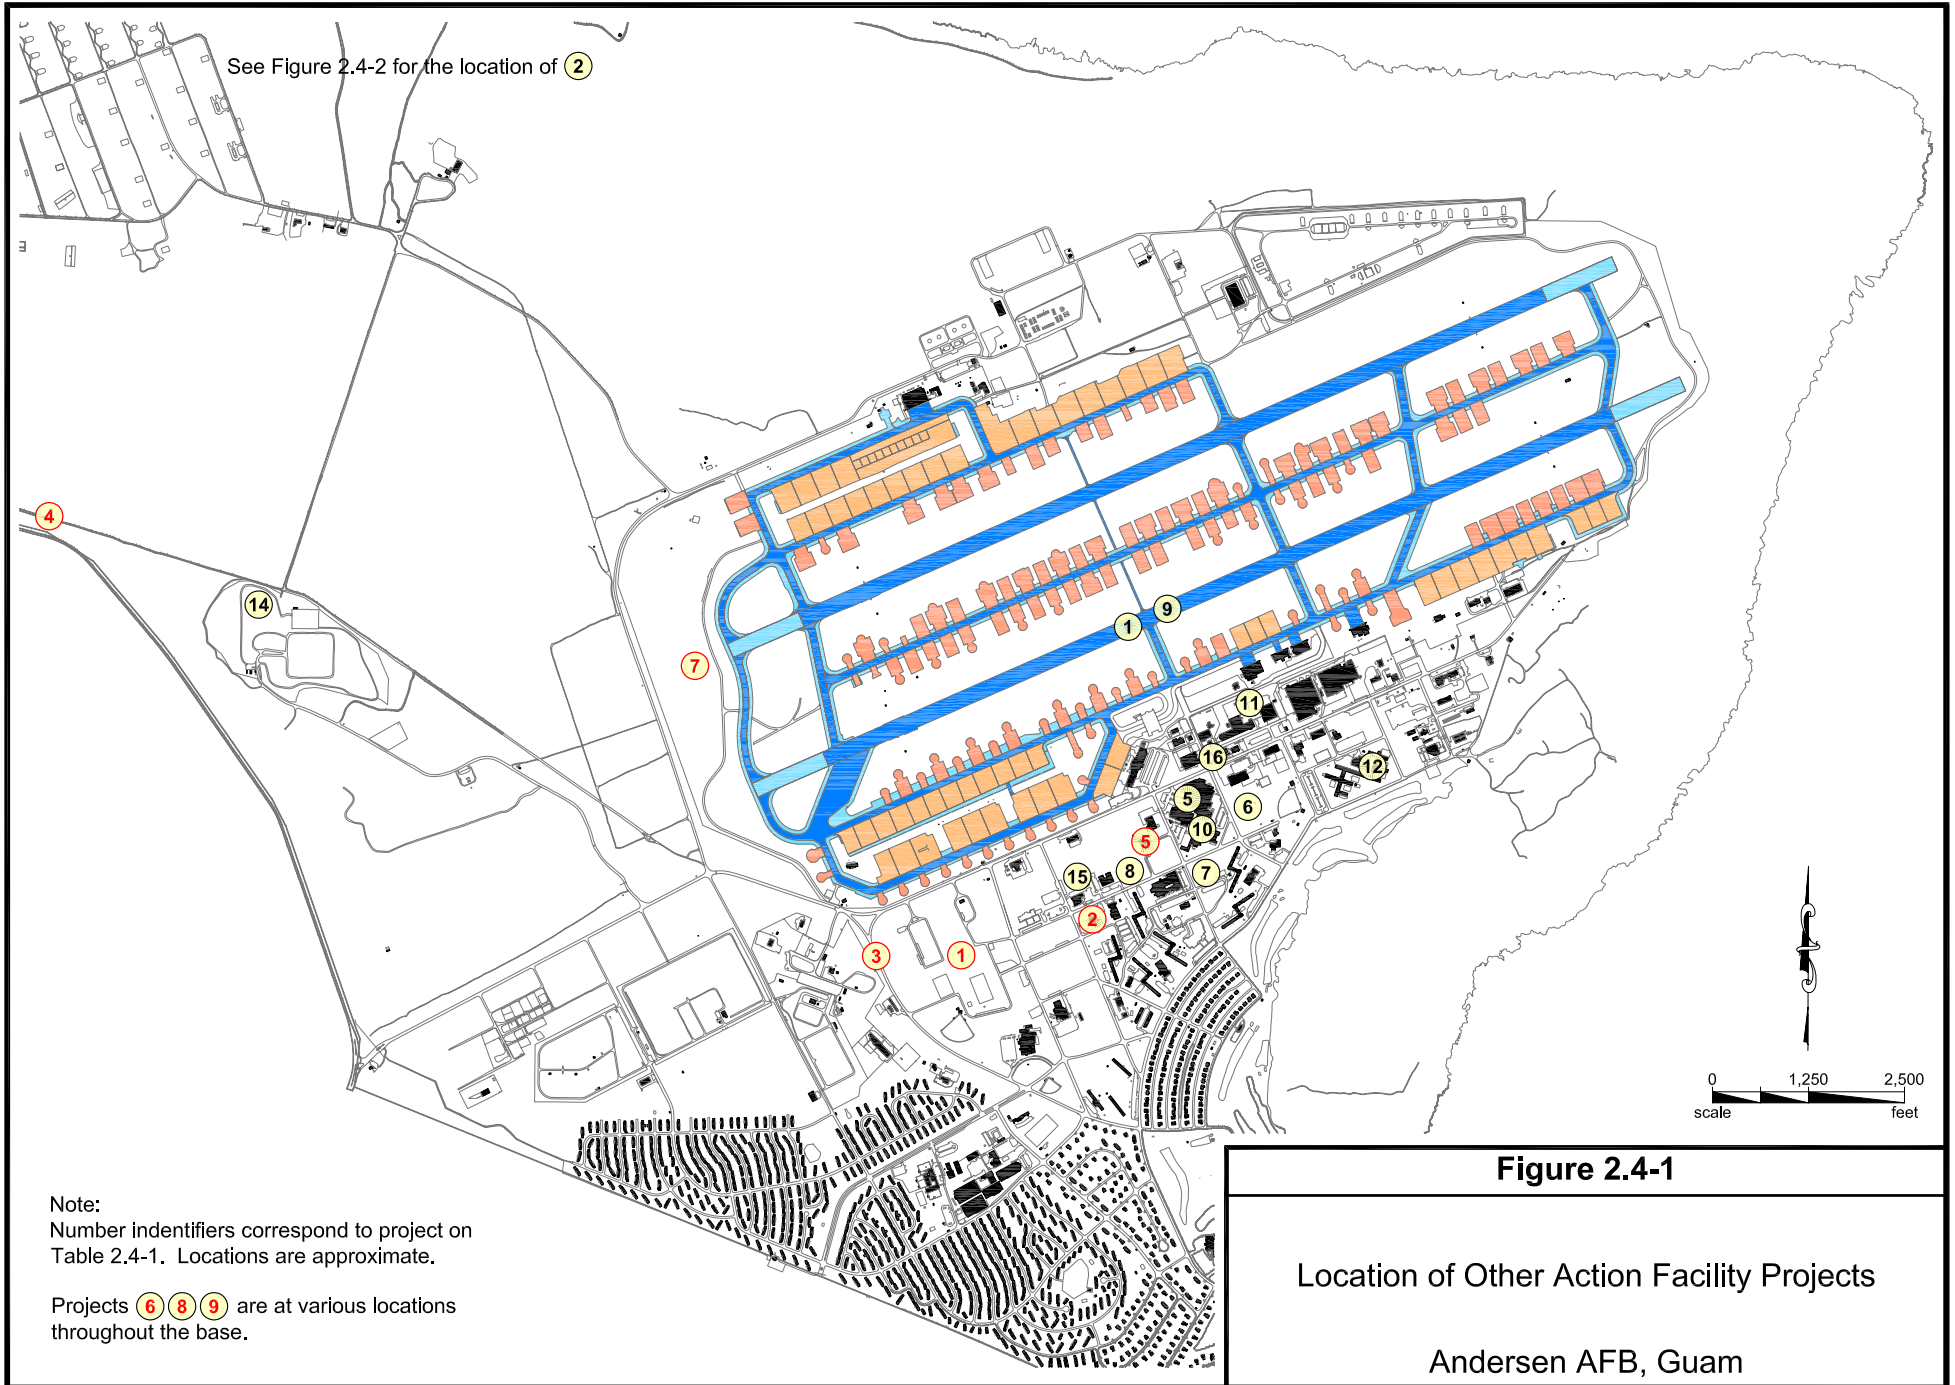 See Figure 2.4-2 for the location of 2
4
14
7
1
9
11
16
12
5
6
10
5
8
7
15
2
3
1
0 1,250 2,500
scale feet
Note:
Number indentifiers correspond to project on
Table 2.4-1. Locations are approximate.
Projects 6 8 9 are at various locations
throughout the base.
Figure 2.4-1
Location of Other Action Facility Projects
Andersen AFB, Guam